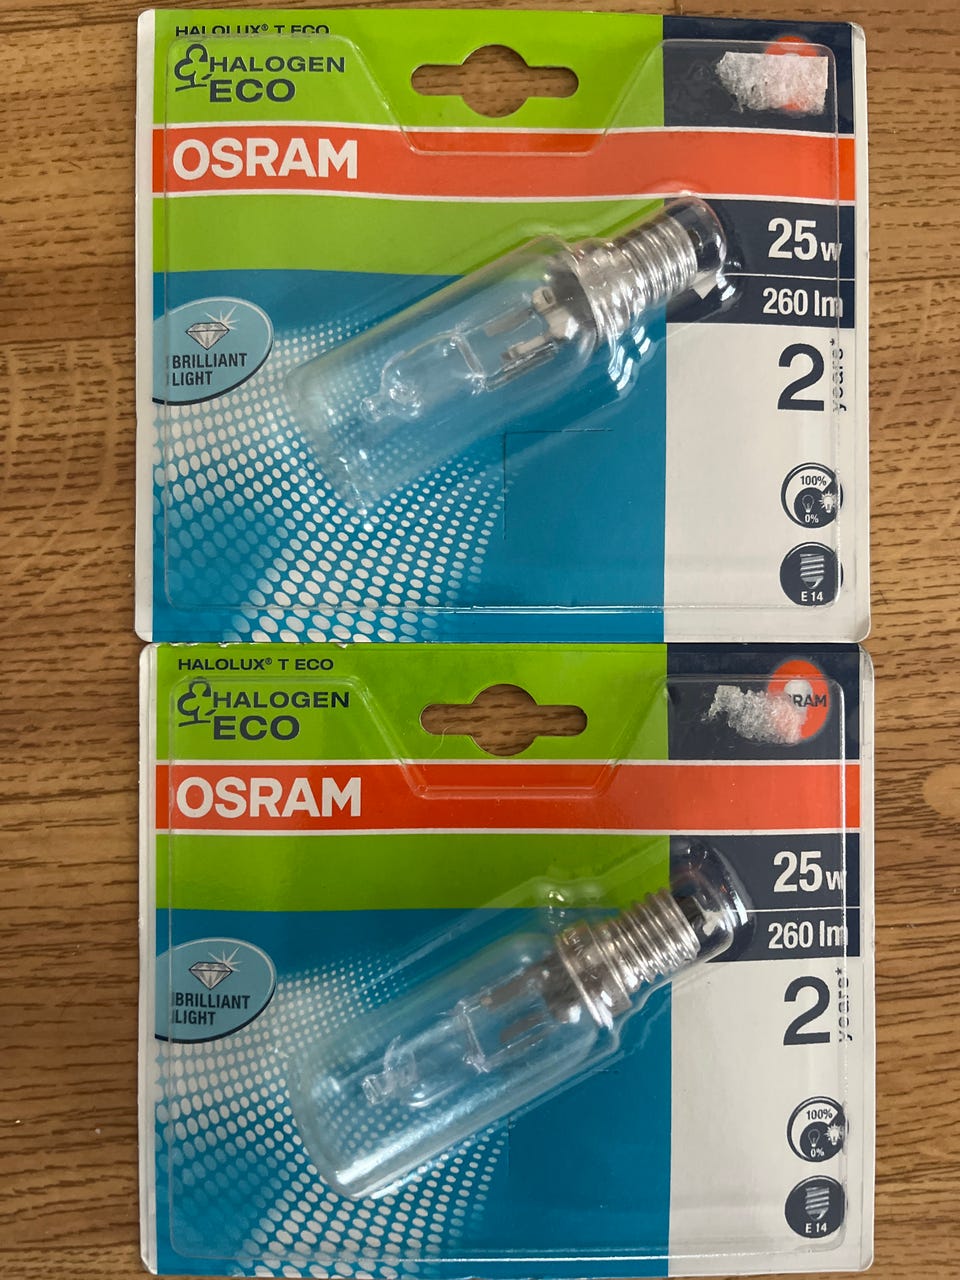 HALOLUX® T ECO
HALOGEN
ECO
OSRAM
25w
260 lm
2
years*
BRILLIANT
LIGHT
100%
0%
E 14
HALOLUX® T ECO
HALOGEN
ECO
RAM
OSRAM
25w
260 lm
2
years*
BRILLIANT
LIGHT
100%
0%
E 14